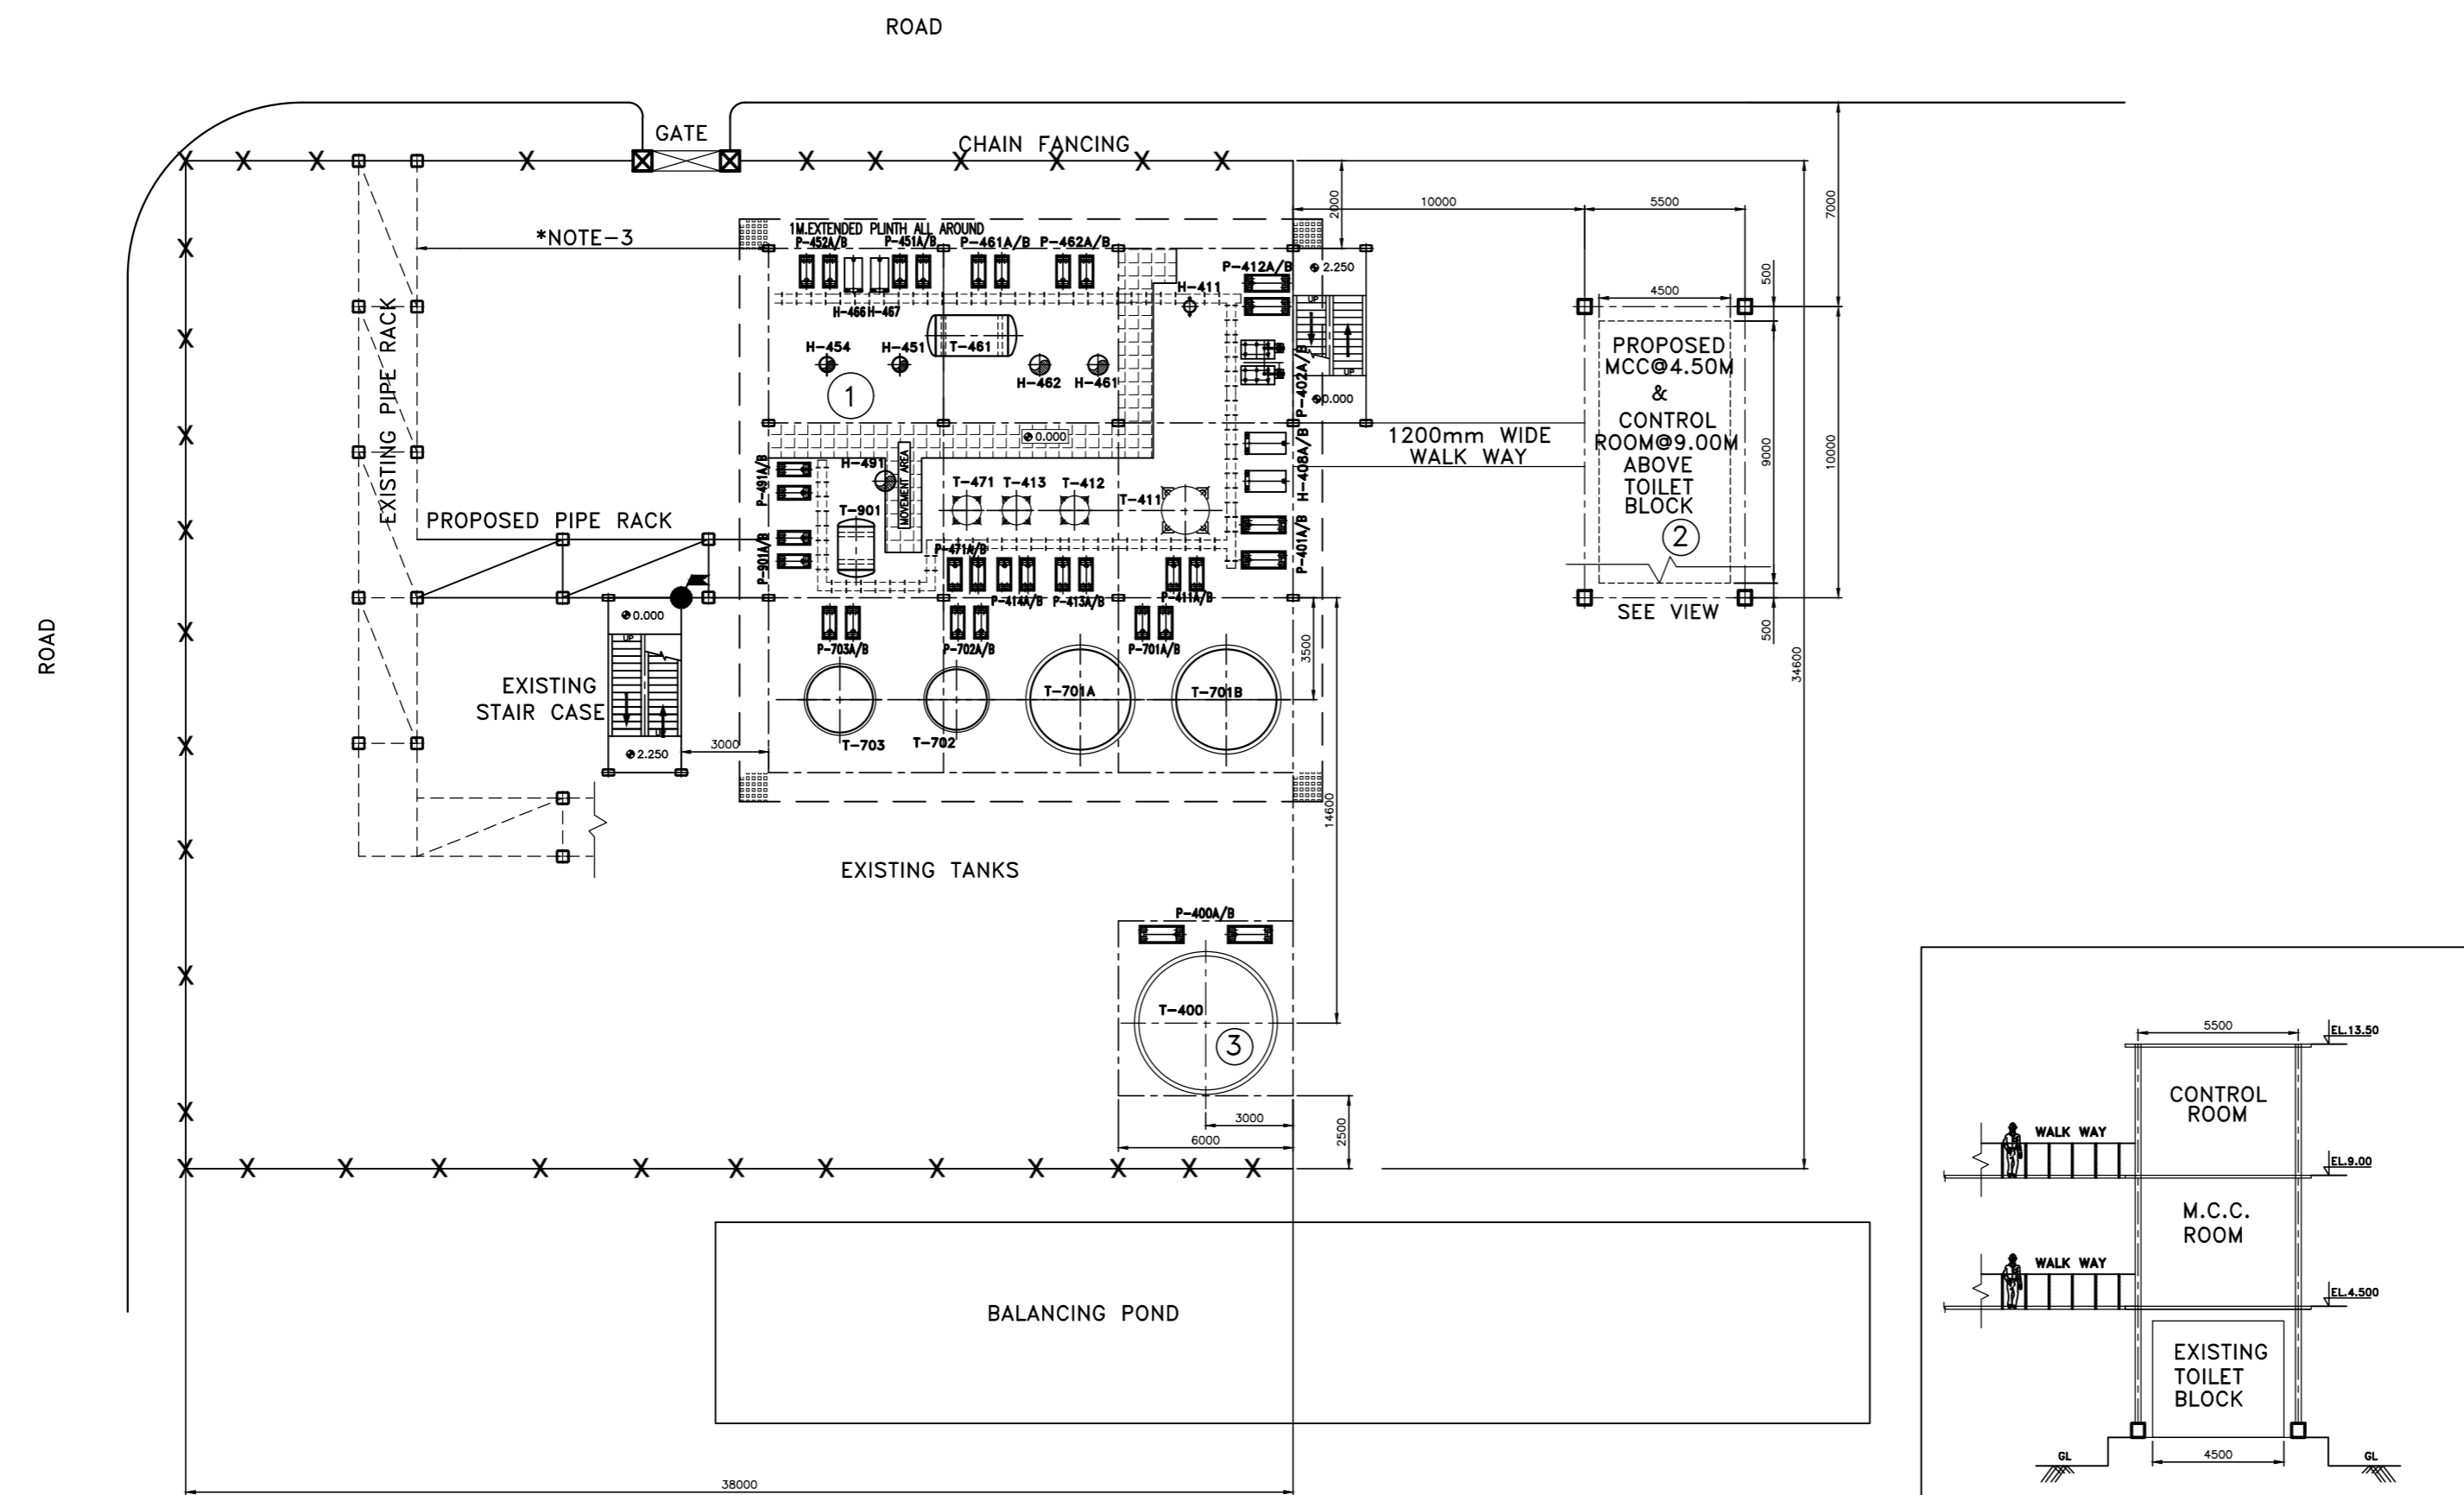 ROAD
GATE
CHAIN FANCING
2000
10000
5500
7000
*NOTE-3
1M.EXTENDED PLINTH ALL AROUND
P-452A/B
P-451A/B
P-461A/B
P-462A/B
P-412A/B
2.250
500
H-411
UP
4500
H-466
H-467
EXISTING PIPE RACK
H-454
H-451
T-461
H-462
H-461
P-402A/B
UP
PROPOSED
MCC@4.50M
&
CONTROL
ROOM@9.00M
ABOVE
TOILET
BLOCK
1
0.000
0.000
1200mm WIDE
WALK WAY
9000
10000
H-408A/B
P-491A/B
H-491
MOVEMENT AREA
T-471
T-413
T-412
T-411
T-901
PROPOSED PIPE RACK
2
P-901A/B
P-471A/B
P-401A/B
P-414A/B
P-413A/B
P-411A/B
SEE VIEW
500
0.000
UP
ROAD
P-703A/B
P-702A/B
P-701A/B
3500
34600
EXISTING
STAIR CASE
T-701A
T-701B
UP
2.250
3000
T-703
T-702
14600
EXISTING TANKS
P-400A/B
T-400
3
3000
6000
2500
BALANCING POND
38000
5500
EL.13.50
CONTROL
ROOM
WALK WAY
EL.9.00
M.C.C.
ROOM
WALK WAY
EL.4.500
EXISTING
TOILET
BLOCK
GL
4500
GL